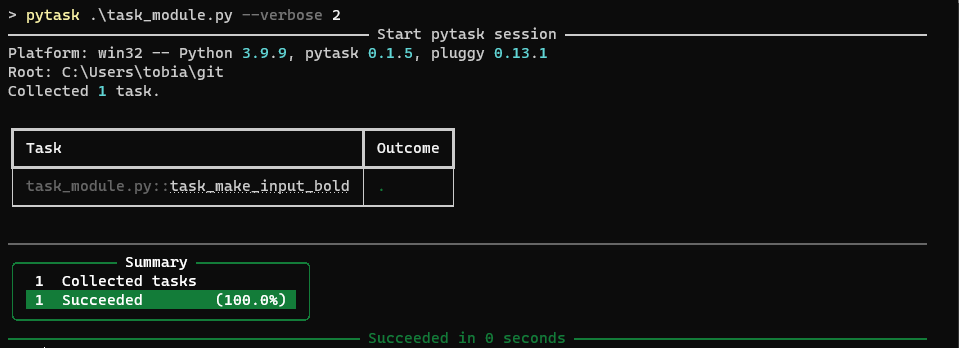 > pytask .\task_module.py --verbose 2
Start pytask session
Platform: win32 -- Python 3.9.9, pytask 0.1.5, pluggy 0.13.1
Root: C:\Users\tobia\git
Collected 1 task.
Task Outcome
task_module.py::task_make_input_bold .
Summary
1 Collected tasks
1 Succeeded (100.0%)
Succeeded in 0 seconds